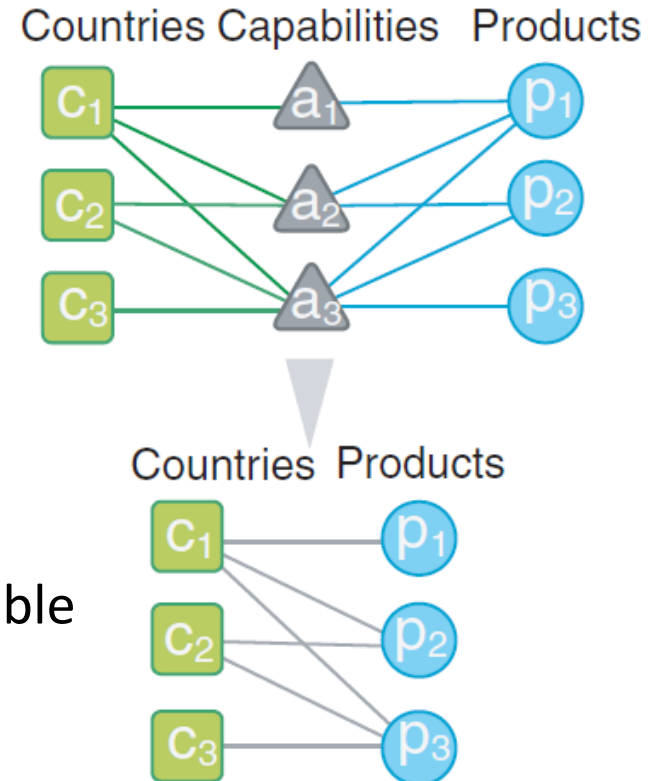 Countries Capabilities Products
c1 a1 p1
c2 a2 p2
c3 a3 p3
Countries Products
c1 p1
ble
c2 p2
c3 p3